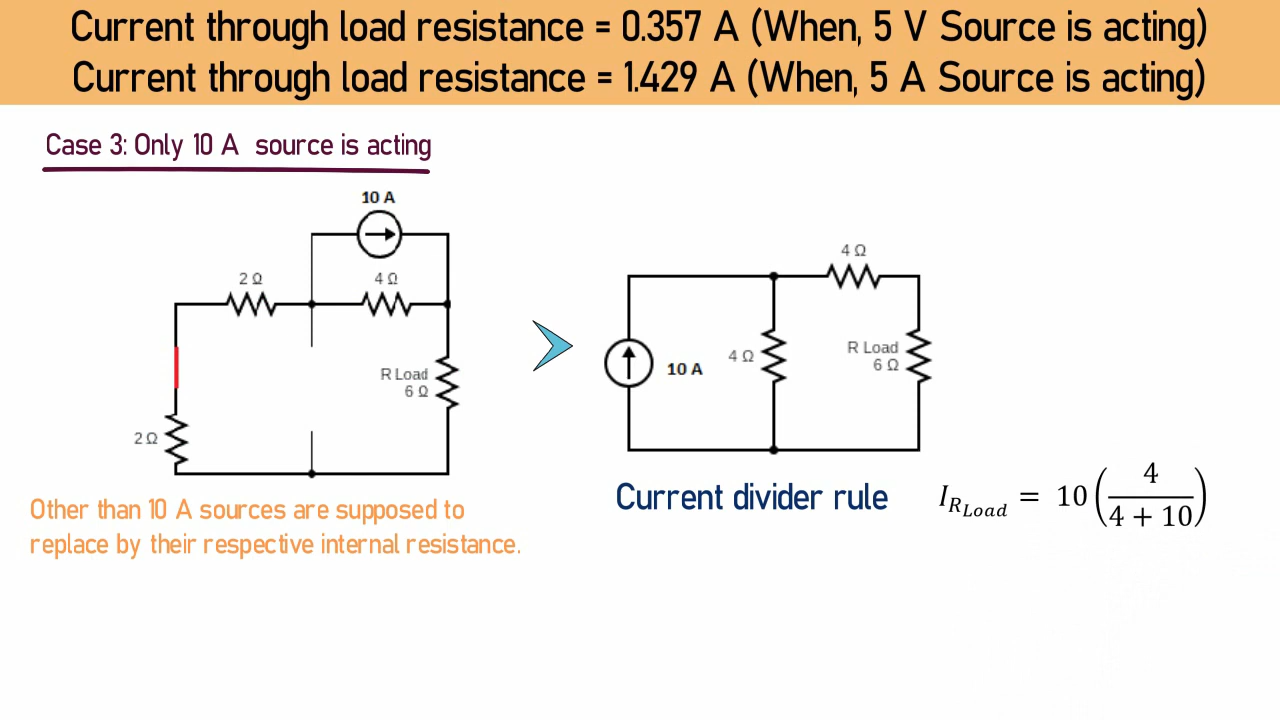 Current through load resistance = 0.357 A (When, 5 V Source is acting)
Current through load resistance = 1.429 A (When, 5 A Source is acting)
Case 3: Only 10 A source is acting
10 A
2 Ω
4 Ω
R Load
6 Ω
2 Ω
4 Ω
10 A
4 Ω
R Load
6 Ω
Other than 10 A sources are supposed to
replace by their respective internal resistance.
Current divider rule
I_{R_{Load}} = 10 (4 / (4 + 10))